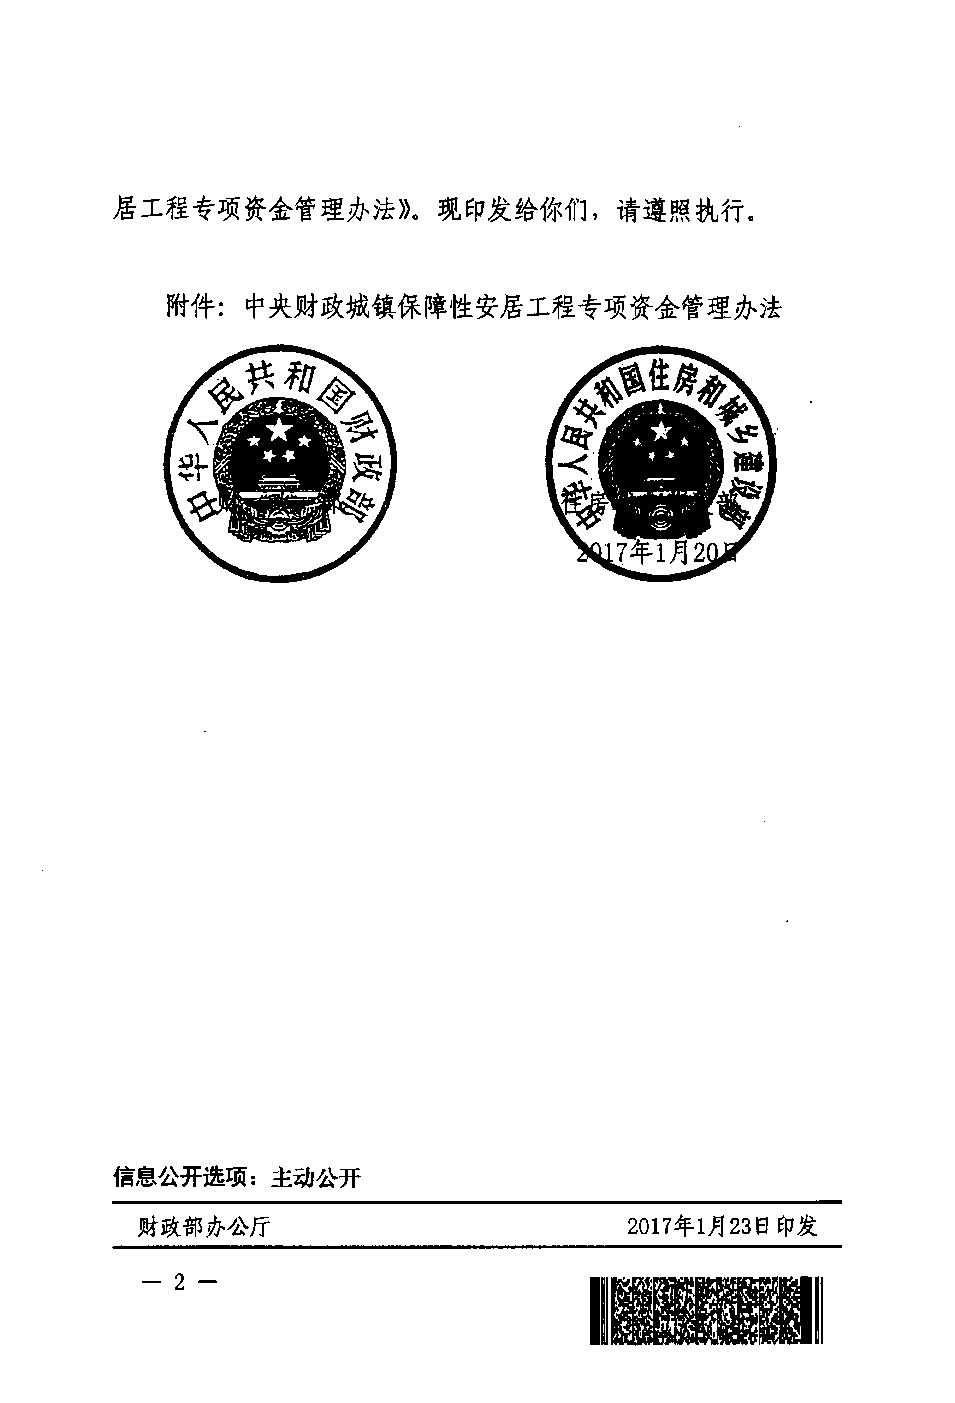 居工程专项资金管理办法》。现印发给你们，请遵照执行。
附件：中央财政城镇保障性安居工程专项资金管理办法
中华人民共和国财政部
中华人民共和国住房和城乡建设部
2017年1月20日
信息公开选项：主动公开
财政部办公厅 2017年1月23日印发
— 2 —